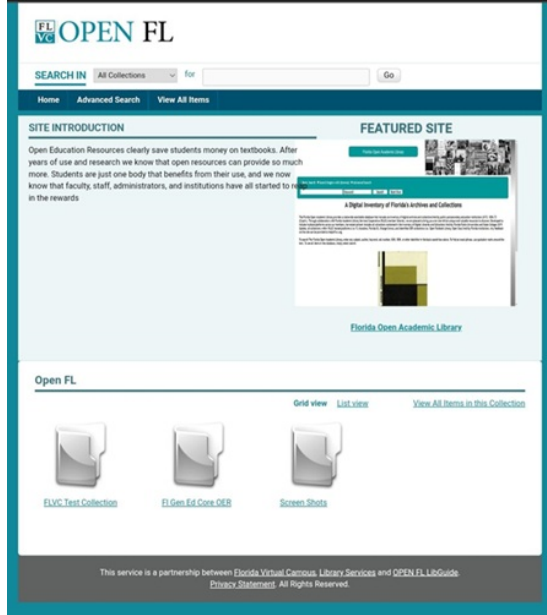 FL
VC OPEN FL
SEARCH IN All Collections for Go
Home Advanced Search View All Items
SITE INTRODUCTION
Open Education Resources clearly save students money on textbooks. After
years of use and research we know that open resources can provide so much
more. Students are just one body that benefits from their use, and we now
know that faculty, staff, administrators, and institutions have all started to
in the rewards
FEATURED SITE
Florida Open Academic Library
A Digital Inventory of Florida's Archives and Collections
Florida Open Academic Library
Open FL
Grid view List view View All Items in this Collection
FLVC Test Collection Fl Gen Ed Core OER Screen Shots
This service is a partnership between Florida Virtual Campus, Library Services and OPEN FL LibGuide.
Privacy Statement. All Rights Reserved.